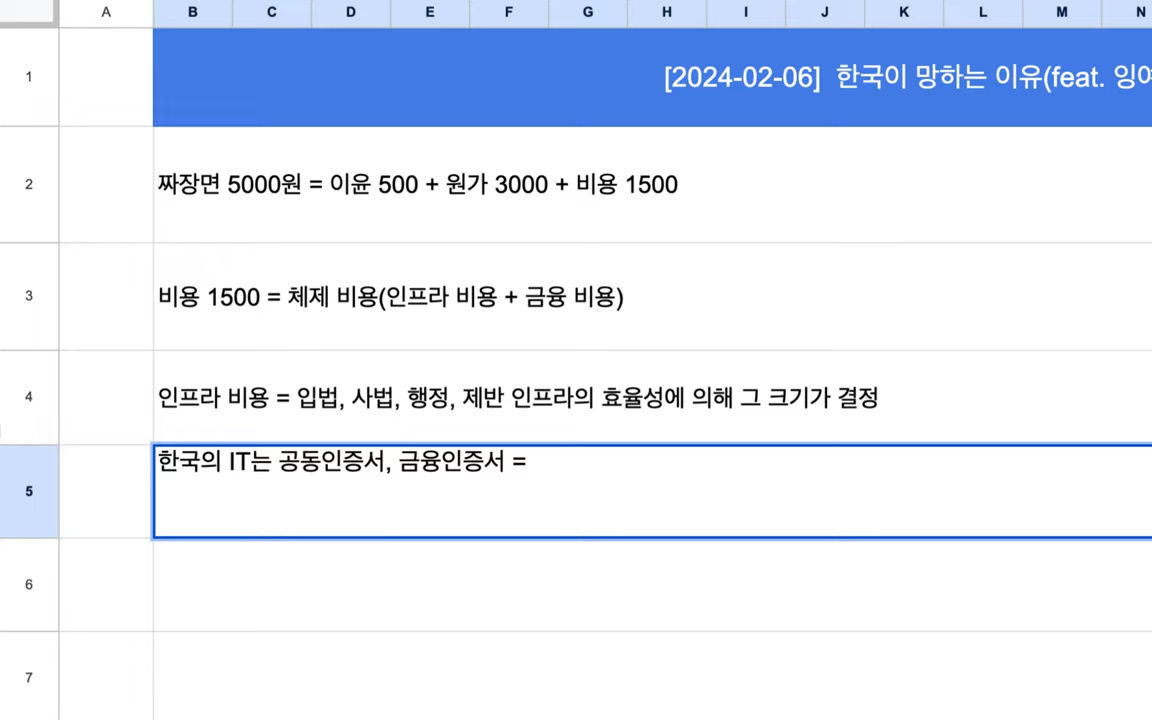 A B C D E F G H I J K L M N
1 [2024-02-06] 한국이 망하는 이유(feat. 잉여
2 짜장면 5000원 = 이윤 500 + 원가 3000 + 비용 1500
3 비용 1500 = 체제 비용(인프라 비용 + 금융 비용)
4 인프라 비용 = 입법, 사법, 행정, 제반 인프라의 효율성에 의해 그 크기가 결정
5 한국의 IT는 공동인증서, 금융인증서 =
6
7